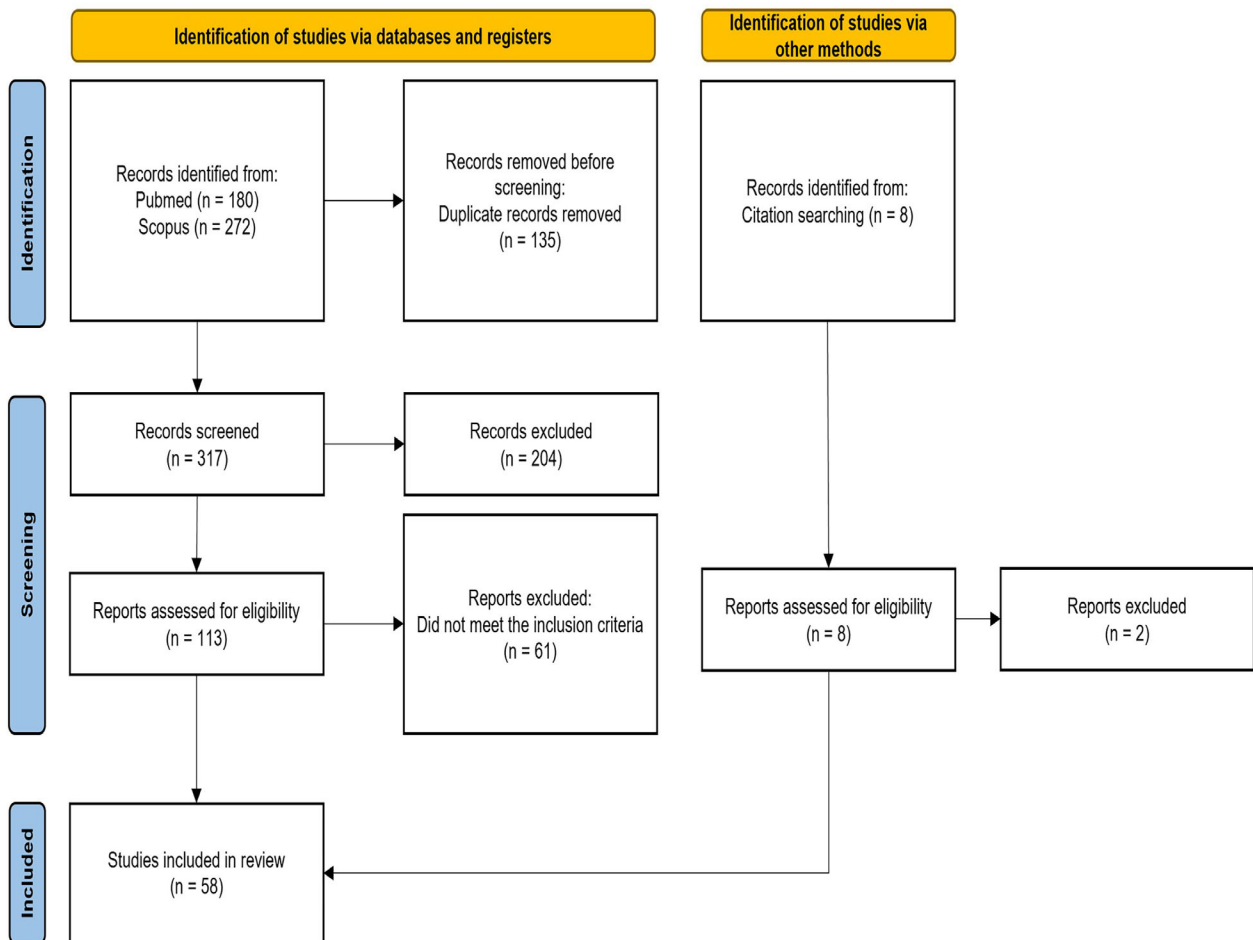 Identification of studies via databases and registers
Identification of studies via
other methods
Identification
Records identified from:
Pubmed (n = 180)
Scopus (n = 272)
Records removed before
screening:
Duplicate records removed
(n = 135)
Records identified from:
Citation searching (n = 8)
Screening
Records screened
(n = 317)
Records excluded
(n = 204)
Reports assessed for eligibility
(n = 113)
Reports excluded:
Did not meet the inclusion criteria
(n = 61)
Reports assessed for eligibility
(n = 8)
Reports excluded
(n = 2)
Included
Studies included in review
(n = 58)